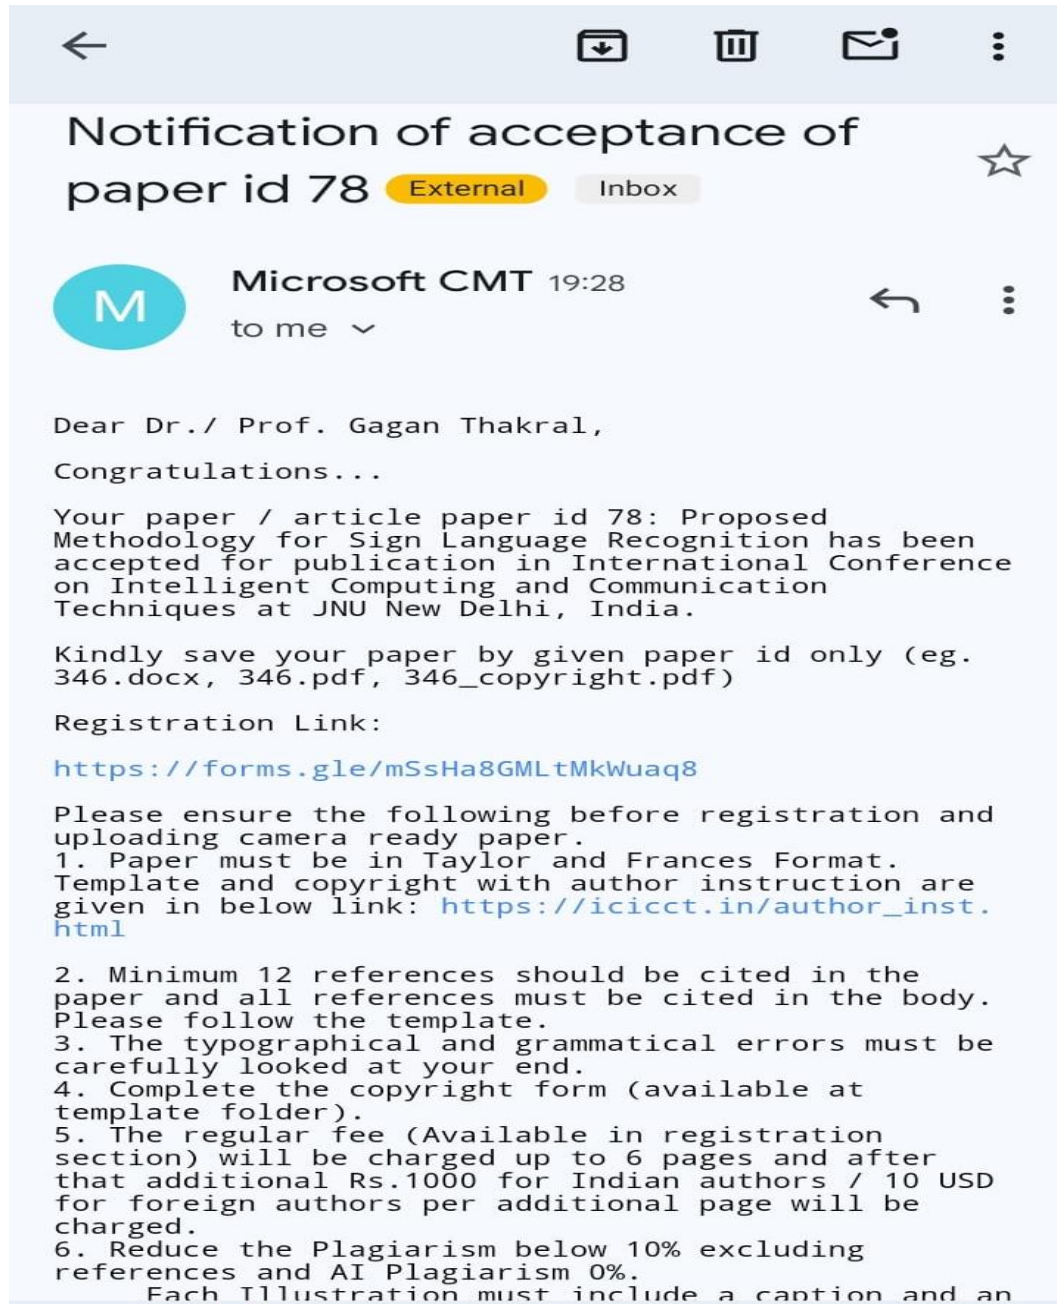 Notification of acceptance of
paper id 78 External Inbox
M
Microsoft CMT 19:28
to me
Dear Dr./ Prof. Gagan Thakral,
Congratulations...
Your paper / article paper id 78: Proposed
Methodology for Sign Language Recognition has been
accepted for publication in International Conference
on Intelligent Computing and Communication
Techniques at JNU New Delhi, India.
Kindly save your paper by given paper id only (eg.
346.docx, 346.pdf, 346_copyright.pdf)
Registration Link:
https://forms.gle/mSsHa8GMLtMkWuaq8
Please ensure the following before registration and
uploading camera ready paper.
1. Paper must be in Taylor and Frances Format.
Template and copyright with author instruction are
given in below link: https://icicct.in/author_inst.
html
2. Minimum 12 references should be cited in the
paper and all references must be cited in the body.
Please follow the template.
3. The typographical and grammatical errors must be
carefully looked at your end.
4. Complete the copyright form (available at
template folder).
5. The regular fee (Available in registration
section) will be charged up to 6 pages and after
that additional Rs.1000 for Indian authors / 10 USD
for foreign authors per additional page will be
charged.
6. Reduce the Plagiarism below 10% excluding
references and AI Plagiarism 0%.
Each Illustration must include a caption and an